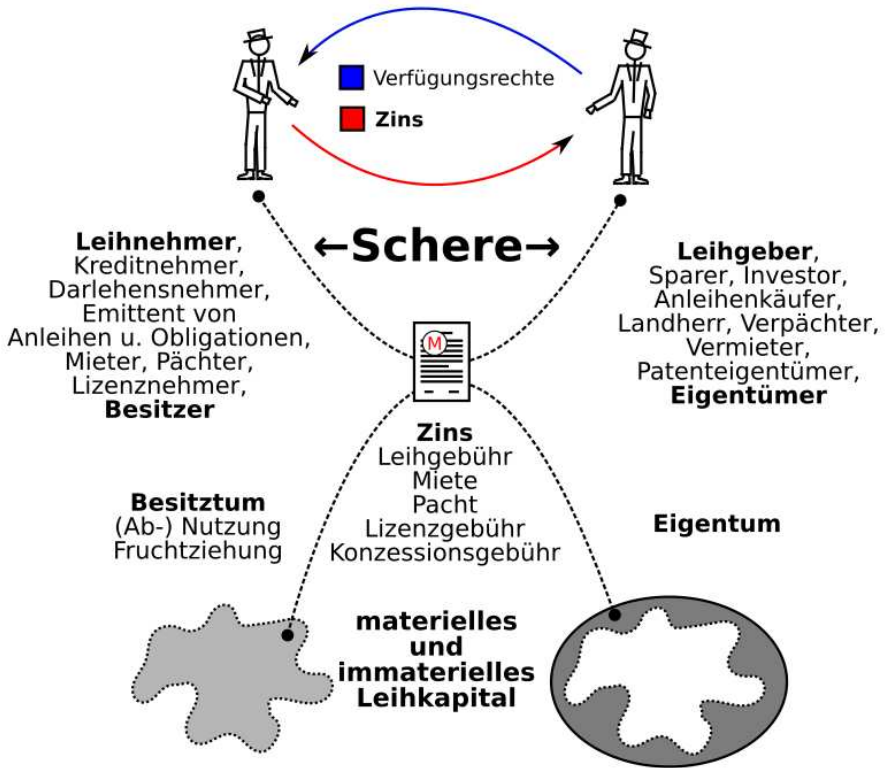 Verfügungsrechte
Zins
←Schere→
Leihnehmer,
Kreditnehmer,
Darlehensnehmer,
Emittent von
Anleihen u. Obligationen,
Mieter, Pächter,
Lizenznehmer,
Besitzer
Leihgeber,
Sparer, Investor,
Anleihenkäufer,
Landherr, Verpächter,
Vermieter,
Patenteigentümer,
Eigentümer
M
Zins
Leihgebühr
Miete
Pacht
Lizenzgebühr
Konzessionsgebühr
Besitztum
(Ab-) Nutzung
Fruchtziehung
Eigentum
materielles
und
immaterielles
Leihkapital